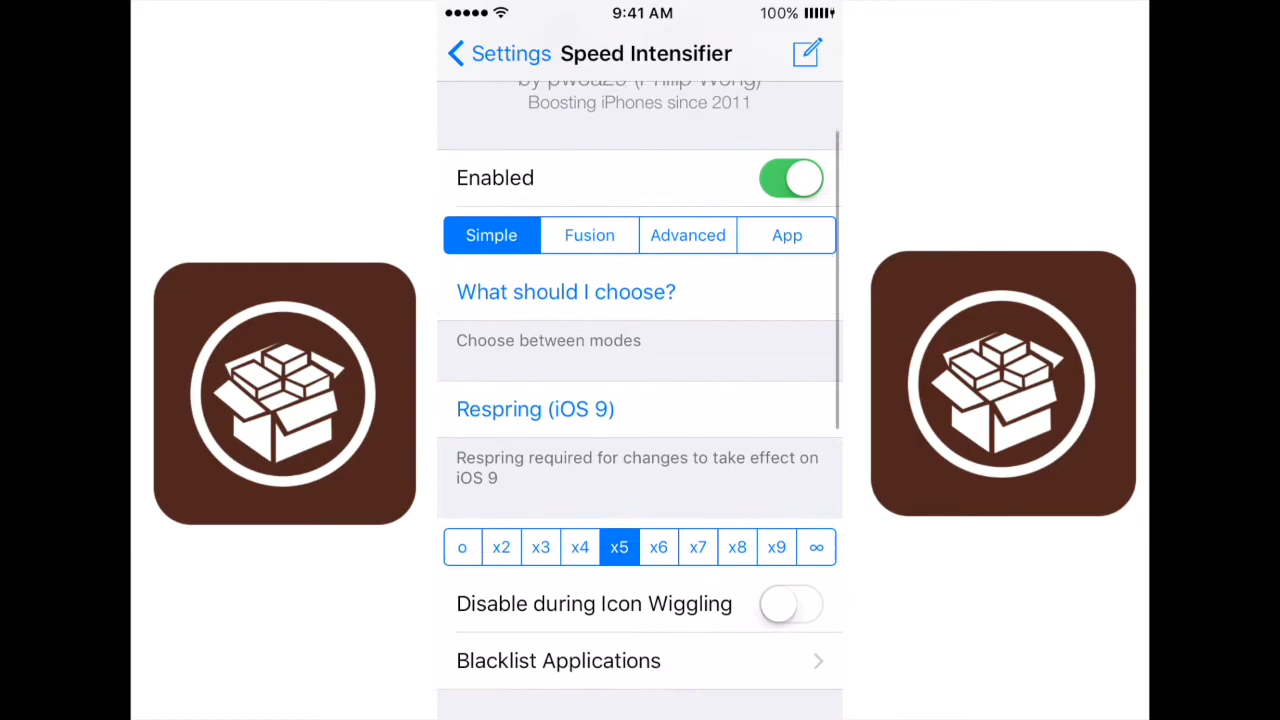 9:41 AM
100%
Settings
Speed Intensifier
Boosting iPhones since 2011
Enabled
Simple
Fusion
Advanced
App
What should I choose?
Choose between modes
Respring (iOS 9)
Respring required for changes to take effect on
iOS 9
o
x2
x3
x4
x5
x6
x7
x8
x9
∞
Disable during Icon Wiggling
Blacklist Applications